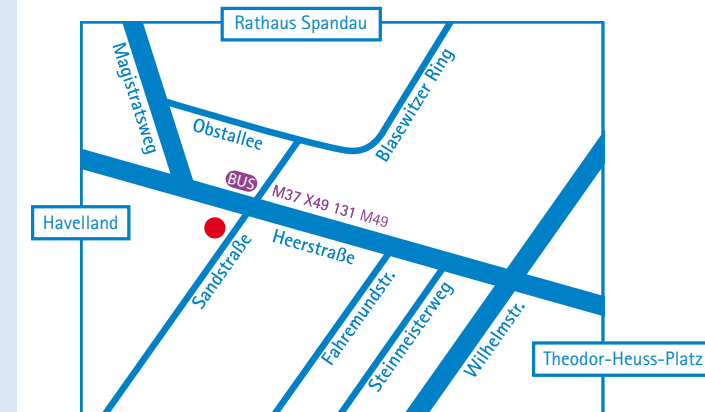 Rathaus Spandau
Magistratsweg
Obstallee
Blasewitzer Ring
BUS
M37 X49 131 M49
Havelland
Heerstraße
Sandstraße
Fahremundstr.
Steinmeisterweg
Wilhelmstr.
Theodor-Heuss-Platz